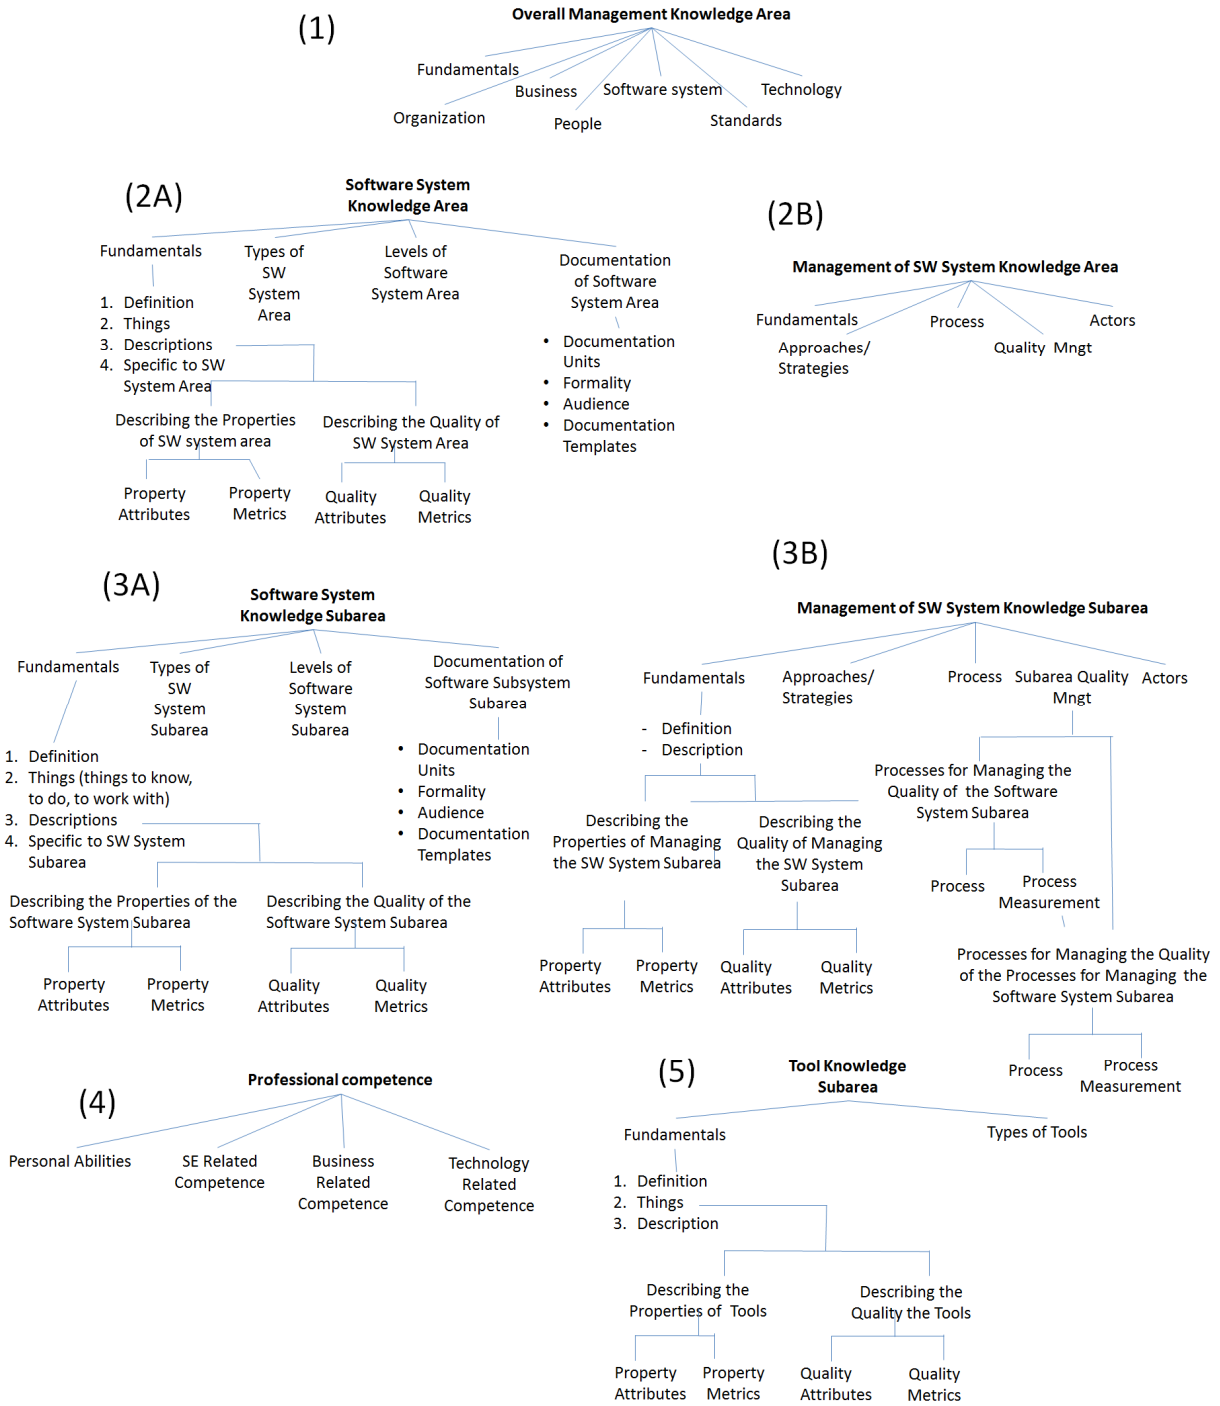 (1)
Overall Management Knowledge Area
Fundamentals
Business
Software system
Technology
Organization
People
Standards
(2A)
Software System
Knowledge Area
Fundamentals
Types of
SW
System
Area
Levels of
Software
System Area
Documentation
of Software
System Area
1. Definition
2. Things
3. Descriptions
4. Specific to SW
System Area
• Documentation
Units
• Formality
• Audience
• Documentation
Templates
Describing the Properties
of SW system area
Describing the Quality of
SW System Area
Property
Attributes
Property
Metrics
Quality
Attributes
Quality
Metrics
(2B)
Management of SW System Knowledge Area
Fundamentals
Process
Actors
Approaches/
Strategies
Quality Mngt
(3A)
Software System
Knowledge Subarea
Fundamentals
Types of
SW
System
Subarea
Levels of
Software
System
Subarea
Documentation of
Software Subsystem
Subarea
1. Definition
2. Things (things to know,
to do, to work with)
3. Descriptions
4. Specific to SW System
Subarea
• Documentation
Units
• Formality
• Audience
• Documentation
Templates
Describing the Properties of the
Software System Subarea
Describing the Quality of the
Software System Subarea
Property
Attributes
Property
Metrics
Quality
Attributes
Quality
Metrics
(3B)
Management of SW System Knowledge Subarea
Fundamentals
Approaches/
Strategies
Process
Subarea Quality
Mngt
Actors
- Definition
- Description
Describing the
Properties of Managing
the SW System Subarea
Describing the
Quality of Managing
the SW System
Subarea
Processes for Managing the
Quality of the Software
System Subarea
Process
Process
Measurement
Property
Attributes
Property
Metrics
Quality
Attributes
Quality
Metrics
Processes for Managing the Quality
of the Processes for Managing the
Software System Subarea
Process
Process
Measurement
(4)
Professional competence
Personal Abilities
SE Related
Competence
Business
Related
Competence
Technology
Related
Competence
(5)
Tool Knowledge
Subarea
Fundamentals
Types of Tools
1. Definition
2. Things
3. Description
Describing the
Properties of Tools
Describing the
Quality the Tools
Property
Attributes
Property
Metrics
Quality
Attributes
Quality
Metrics